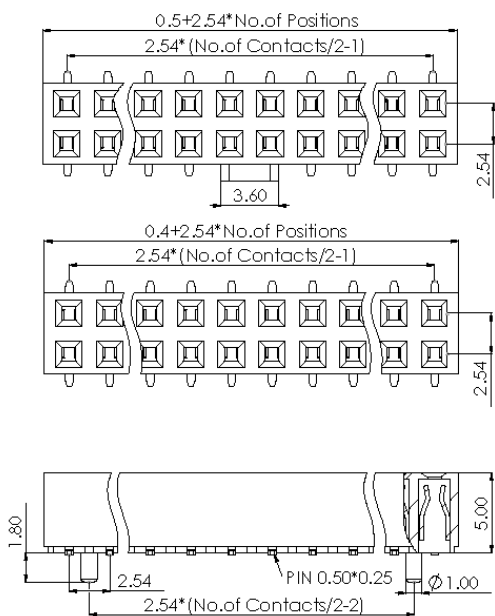 0.5+2.54*No.of Positions
2.54*(No.of Contacts/2-1)
2.54
3.60
0.4+2.54*No.of Positions
2.54*(No.of Contacts/2-1)
2.54
1.80
5.00
2.54
PIN 0.50*0.25
Ø1.00
2.54*(No.of Contacts/2-2)